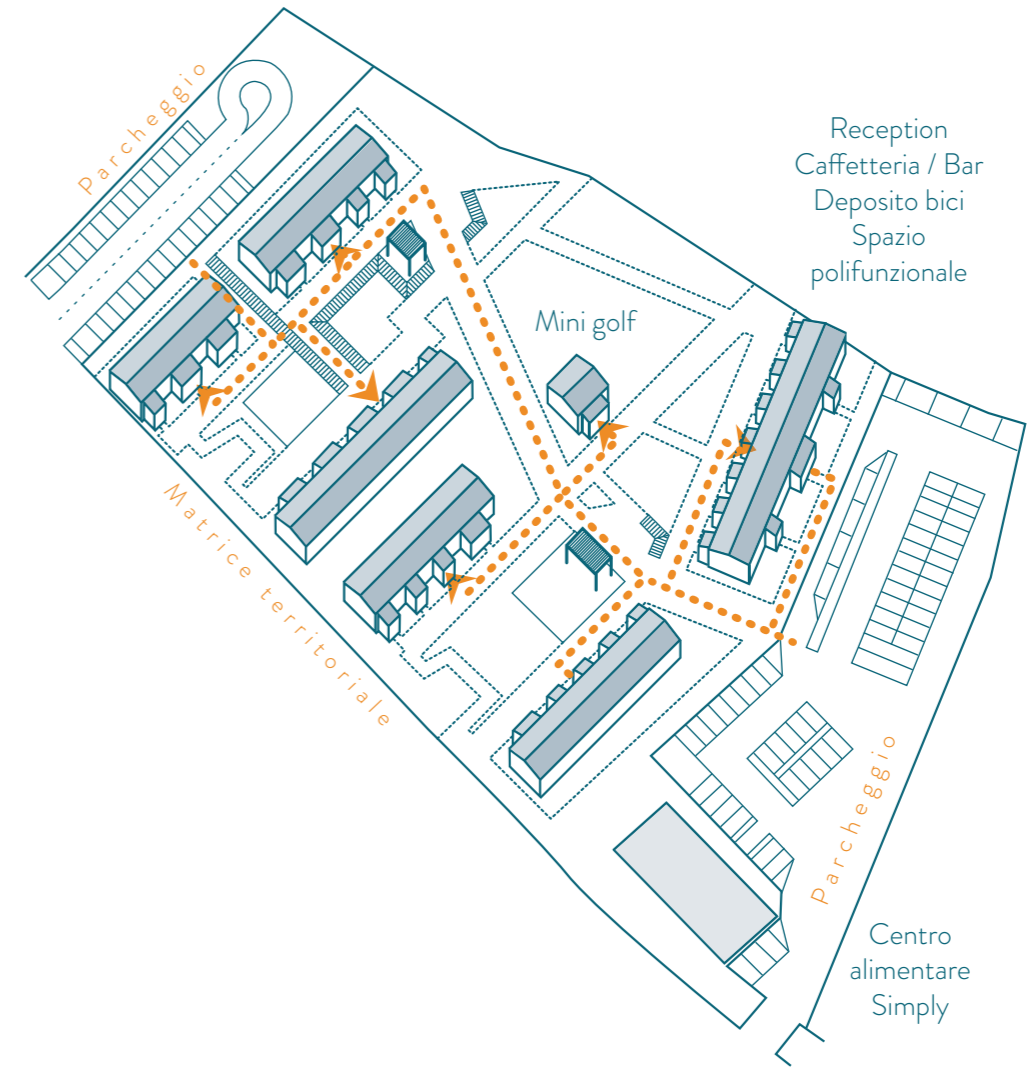 Parcheggio
Reception
Caffetteria / Bar
Deposito bici
Spazio
polifunzionale
Mini golf
Matrice territoriale
Parcheggio
Centro
alimentare
Simply